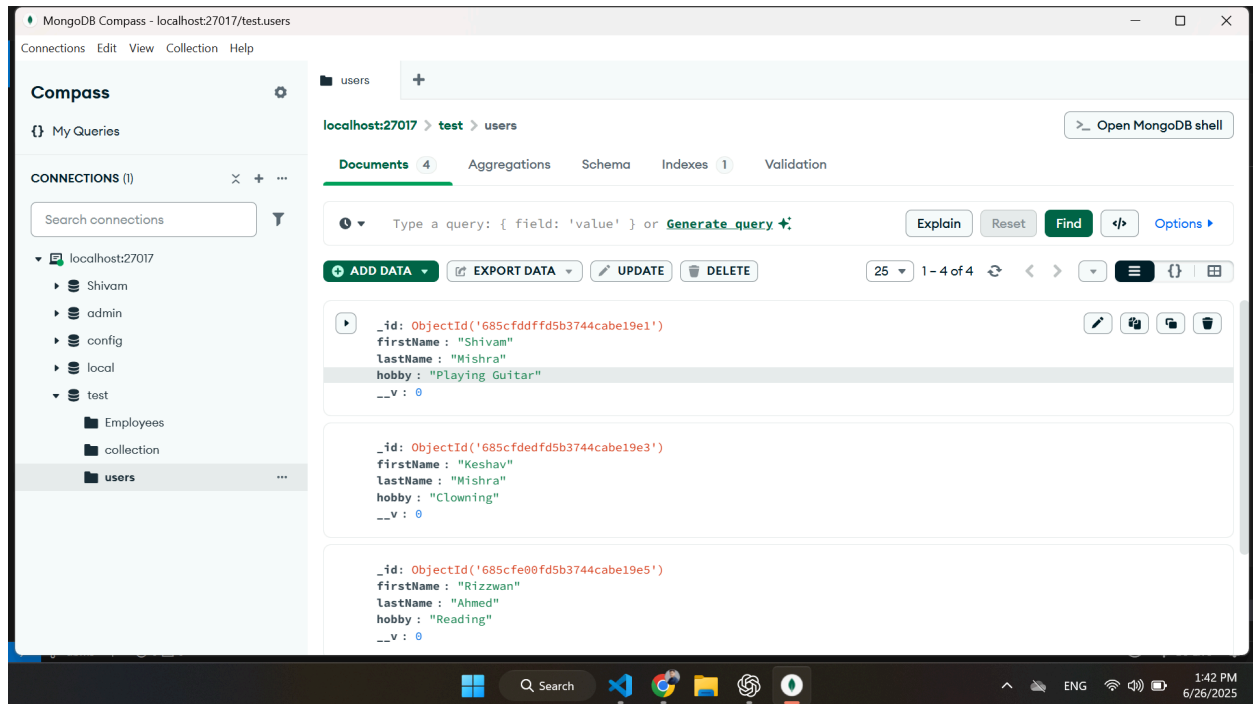 MongoDB Compass - localhost:27017/test.users
Connections Edit View Collection Help
Compass
{} My Queries
CONNECTIONS (1)
Search connections
localhost:27017
Shivam
admin
config
local
test
Employees
collection
users
users
localhost:27017 > test > users
>_ Open MongoDB shell
Documents 4 Aggregations Schema Indexes 1 Validation
Type a query: { field: 'value' } or Generate query
Explain Reset Find </> Options
ADD DATA EXPORT DATA UPDATE DELETE 25 1 – 4 of 4 {}
_id: ObjectId('685cfddffd5b3744cabe19e1')
firstName : "Shivam"
lastName : "Mishra"
hobby : "Playing Guitar"
__v : 0
_id: ObjectId('685cfdedfd5b3744cabe19e3')
firstName : "Keshav"
lastName : "Mishra"
hobby : "Clowning"
__v : 0
_id: ObjectId('685cfe00fd5b3744cabe19e5')
firstName : "Rizzwan"
lastName : "Ahmed"
hobby : "Reading"
__v : 0
Search
ENG
1:42 PM
6/26/2025